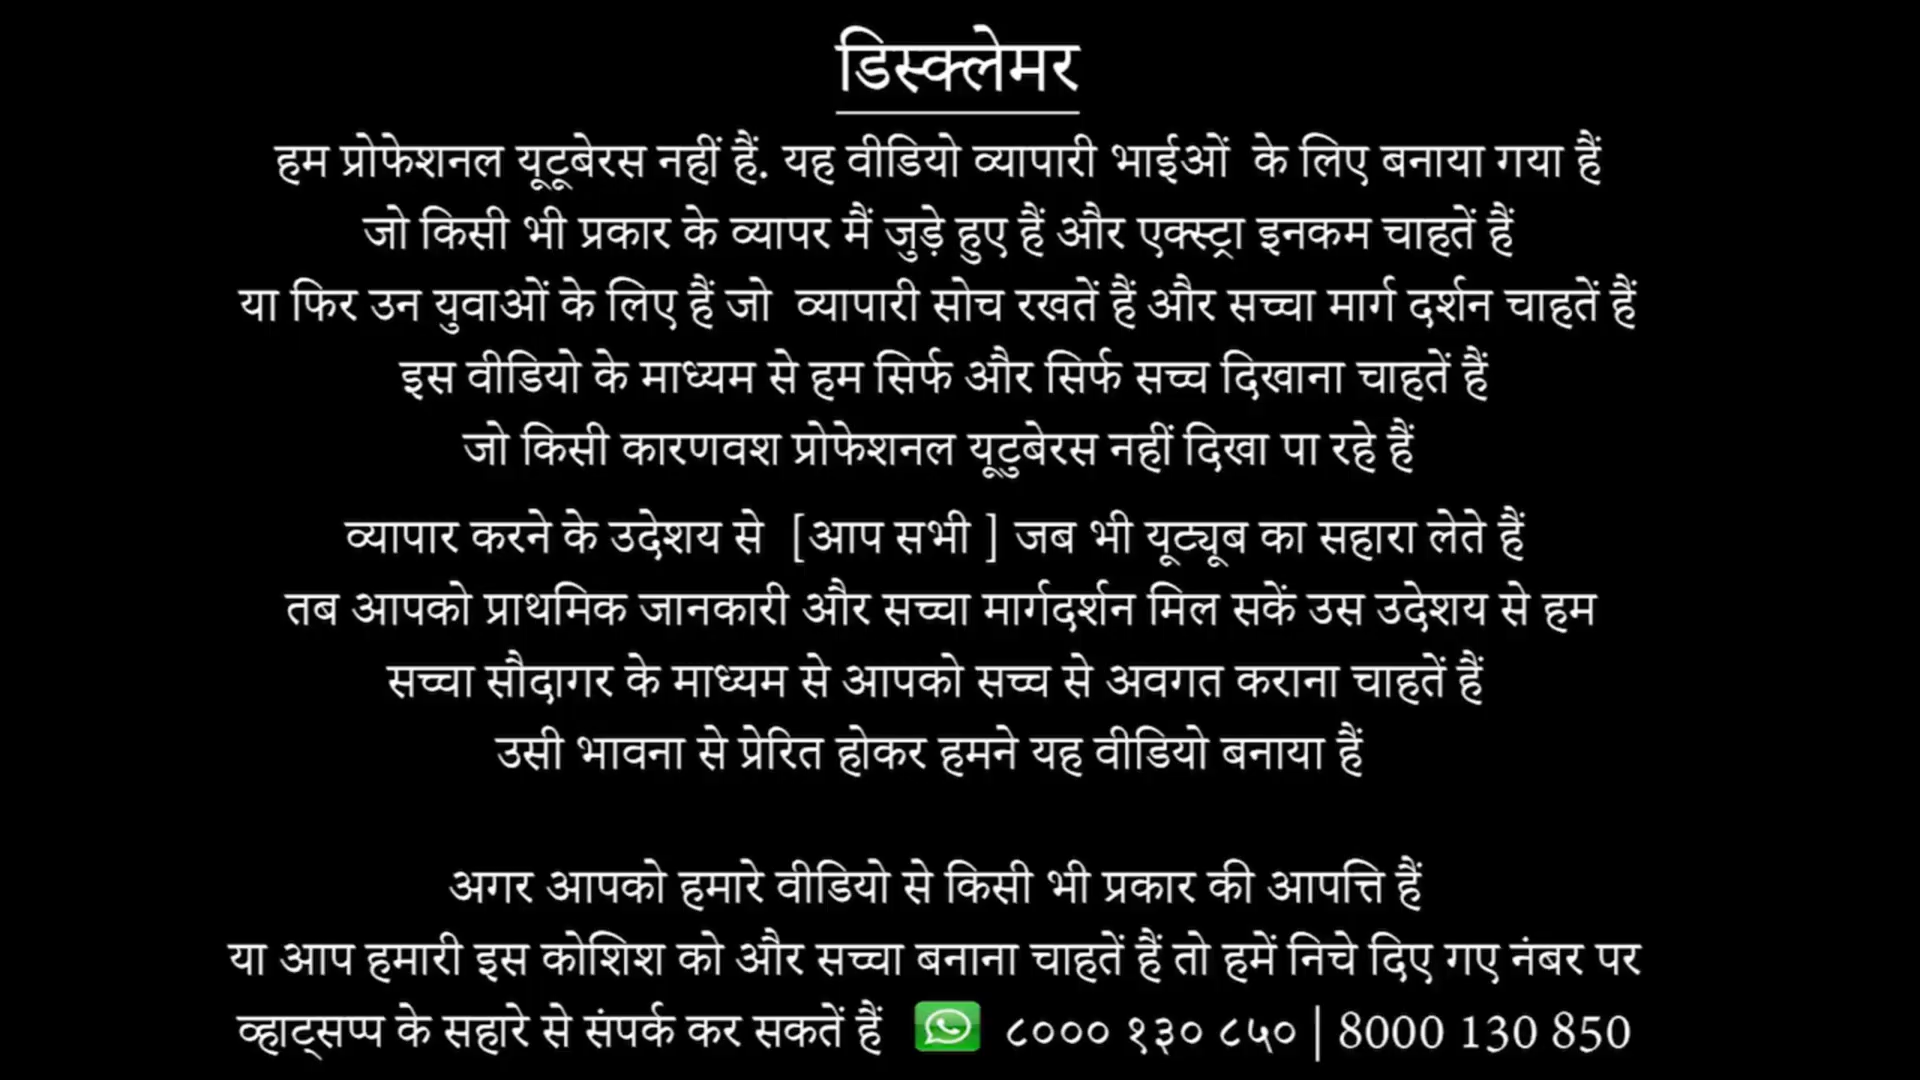 डिस्क्लेमर
हम प्रोफेशनल यूटूबेरस नहीं हैं. यह वीडियो व्यापारी भाईओं के लिए बनाया गया हैं
जो किसी भी प्रकार के व्यापर मैं जुड़े हुए हैं और एक्स्ट्रा इनकम चाहतें हैं
या फिर उन युवाओं के लिए हैं जो व्यापारी सोच रखतें हैं और सच्चा मार्ग दर्शन चाहतें हैं
इस वीडियो के माध्यम से हम सिर्फ और सिर्फ सच्च दिखाना चाहतें हैं
जो किसी कारणवश प्रोफेशनल यूटुबेरस नहीं दिखा पा रहे हैं
व्यापार करने के उदेशय से [आप सभी ] जब भी यूट्यूब का सहारा लेते हैं
तब आपको प्राथमिक जानकारी और सच्चा मार्गदर्शन मिल सकें उस उदेशय से हम
सच्चा सौदागर के माध्यम से आपको सच्च से अवगत कराना चाहतें हैं
उसी भावना से प्रेरित होकर हमने यह वीडियो बनाया हैं
अगर आपको हमारे वीडियो से किसी भी प्रकार की आपत्ति हैं
या आप हमारी इस कोशिश को और सच्चा बनाना चाहतें हैं तो हमें निचे दिए गए नंबर पर
व्हाट्सप्प के सहारे से संपर्क कर सकतें हैं ८००० १३० ८५० | 8000 130 850